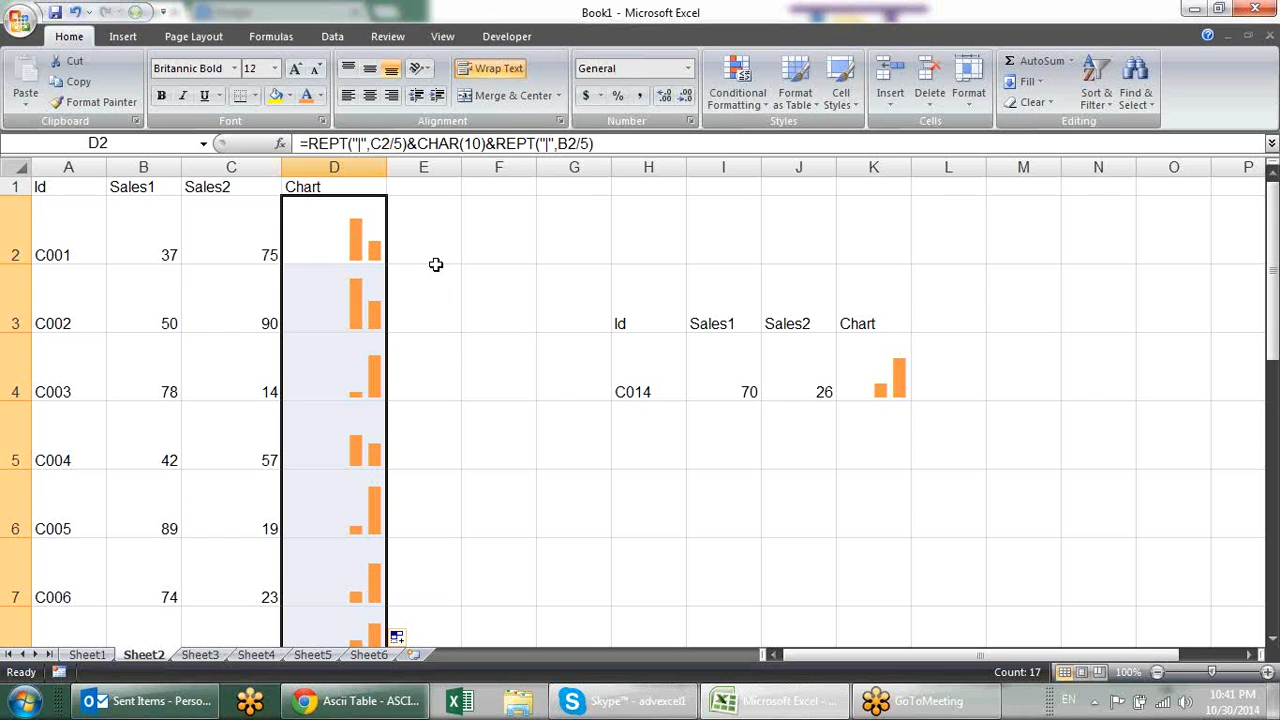 Book1 - Microsoft Excel
Home Insert Page Layout Formulas Data Review View Developer
Paste Cut Copy Format Painter
Clipboard
Britannic Bold 12
B I U A
Font
Wrap Text
Merge & Center
Alignment
General
$ % ,
Number
Conditional Formatting Format as Table Cell Styles
Styles
Insert Delete Format
Cells
Σ AutoSum Fill Clear Sort & Filter Find & Select
Editing
D2 fx =REPT("|",C2/5)&CHAR(10)&REPT("|",B2/5)
A B C D E F G H I J K L M N O P
1 Id Sales1 Sales2 Chart
2 C001 37 75
3 C002 50 90 Id Sales1 Sales2 Chart
4 C003 78 14 C014 70 26
5 C004 42 57
6 C005 89 19
7 C006 74 23
Sheet1 Sheet2 Sheet3 Sheet4 Sheet5 Sheet6
Ready Count: 17 100%
Sent Items - Perso... Ascii Table - ASCI... Skype™ - advexcel1 Microsoft Excel - ... GoToMeeting EN 10:41 PM
10/30/2014